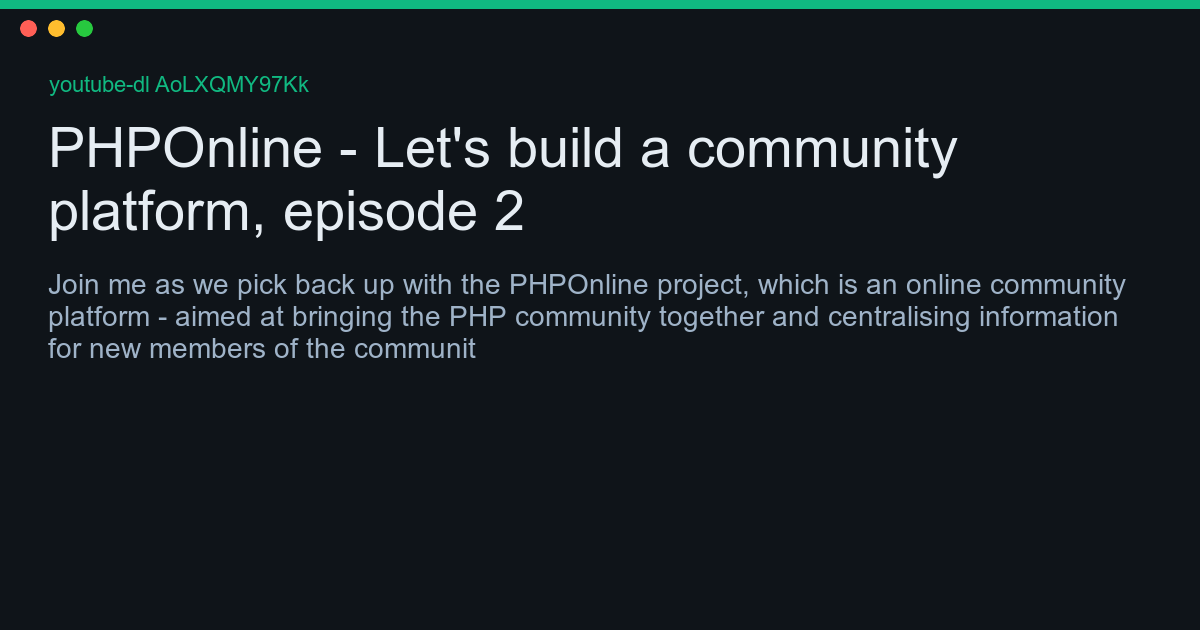 youtube-dl AoLXQMY97Kk
PHPOnline - Let's build a community
platform, episode 2
Join me as we pick back up with the PHPOnline project, which is an online community
platform - aimed at bringing the PHP community together and centralising information
for new members of the communit